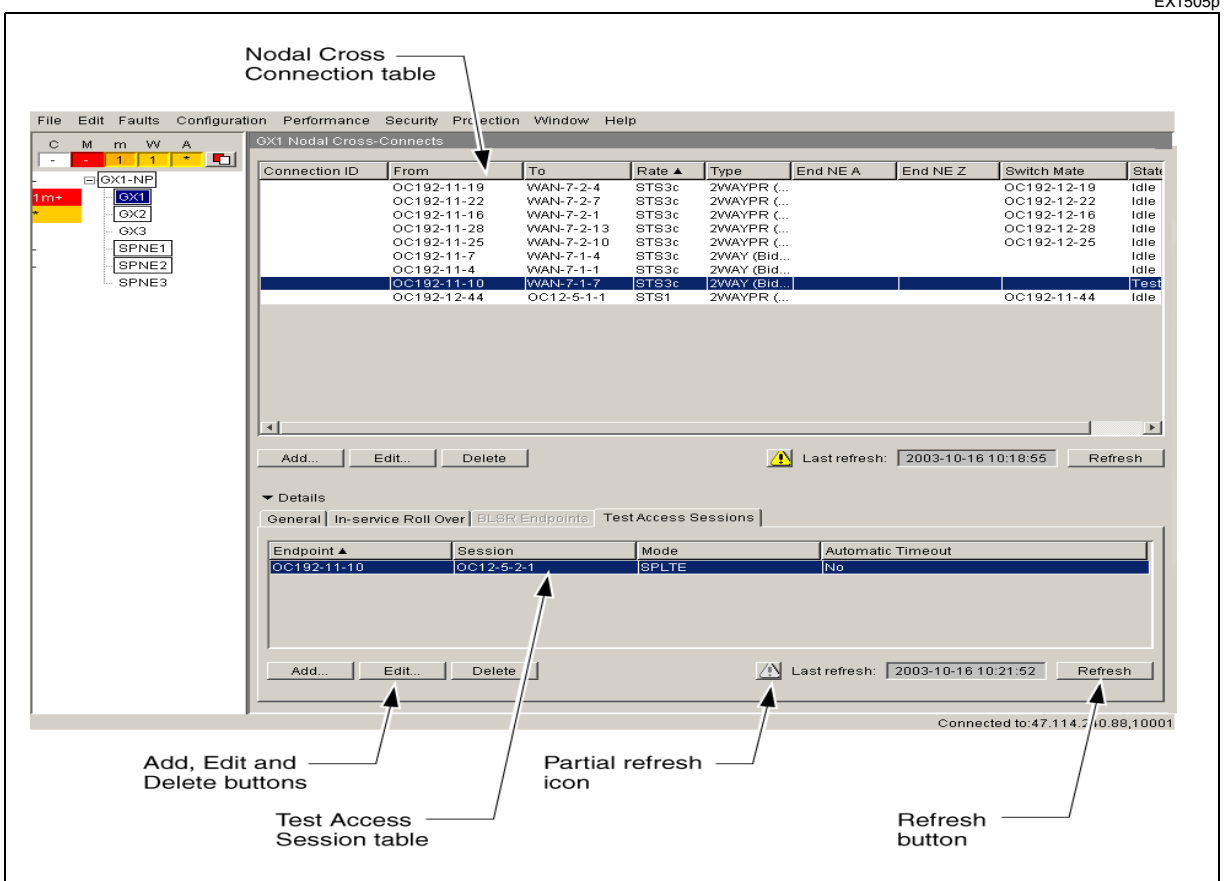 EX1505p
Nodal Cross
Connection table
File Edit Faults Configuration Performance Security Protection Window Help
C M m W A
- - 1 1 *
GX1 Nodal Cross-Connects
GX1-NP
1m+ GX1
* GX2
GX3
- SPNE1
- SPNE2
SPNE3
Connection ID From To Rate ▲ Type End NE A End NE Z Switch Mate State
OC192-11-19 WAN-7-2-4 STS3c 2WAYPR (... OC192-12-19 Idle
OC192-11-22 WAN-7-2-7 STS3c 2WAYPR (... OC192-12-22 Idle
OC192-11-16 WAN-7-2-1 STS3c 2WAYPR (... OC192-12-16 Idle
OC192-11-28 WAN-7-2-13 STS3c 2WAYPR (... OC192-12-28 Idle
OC192-11-25 WAN-7-2-10 STS3c 2WAYPR (... OC192-12-25 Idle
OC192-11-7 WAN-7-1-4 STS3c 2WAY (Bid... Idle
OC192-11-4 WAN-7-1-1 STS3c 2WAY (Bid... Idle
OC192-11-10 WAN-7-1-7 STS3c 2WAY (Bid... Test
OC192-12-44 OC12-5-1-1 STS1 2WAYPR (... OC192-11-44 Idle
Add... Edit... Delete Last refresh: 2003-10-16 10:18:55 Refresh
Details
General In-service Roll Over BLSR Endpoints Test Access Sessions
Endpoint ▲ Session Mode Automatic Timeout
OC192-11-10 OC12-5-2-1 SPLTE No
Add... Edit... Delete Last refresh: 2003-10-16 10:21:52 Refresh
Connected to:47.114.240.88,10001
Add, Edit and
Delete buttons
Partial refresh
icon
Test Access
Session table
Refresh
button